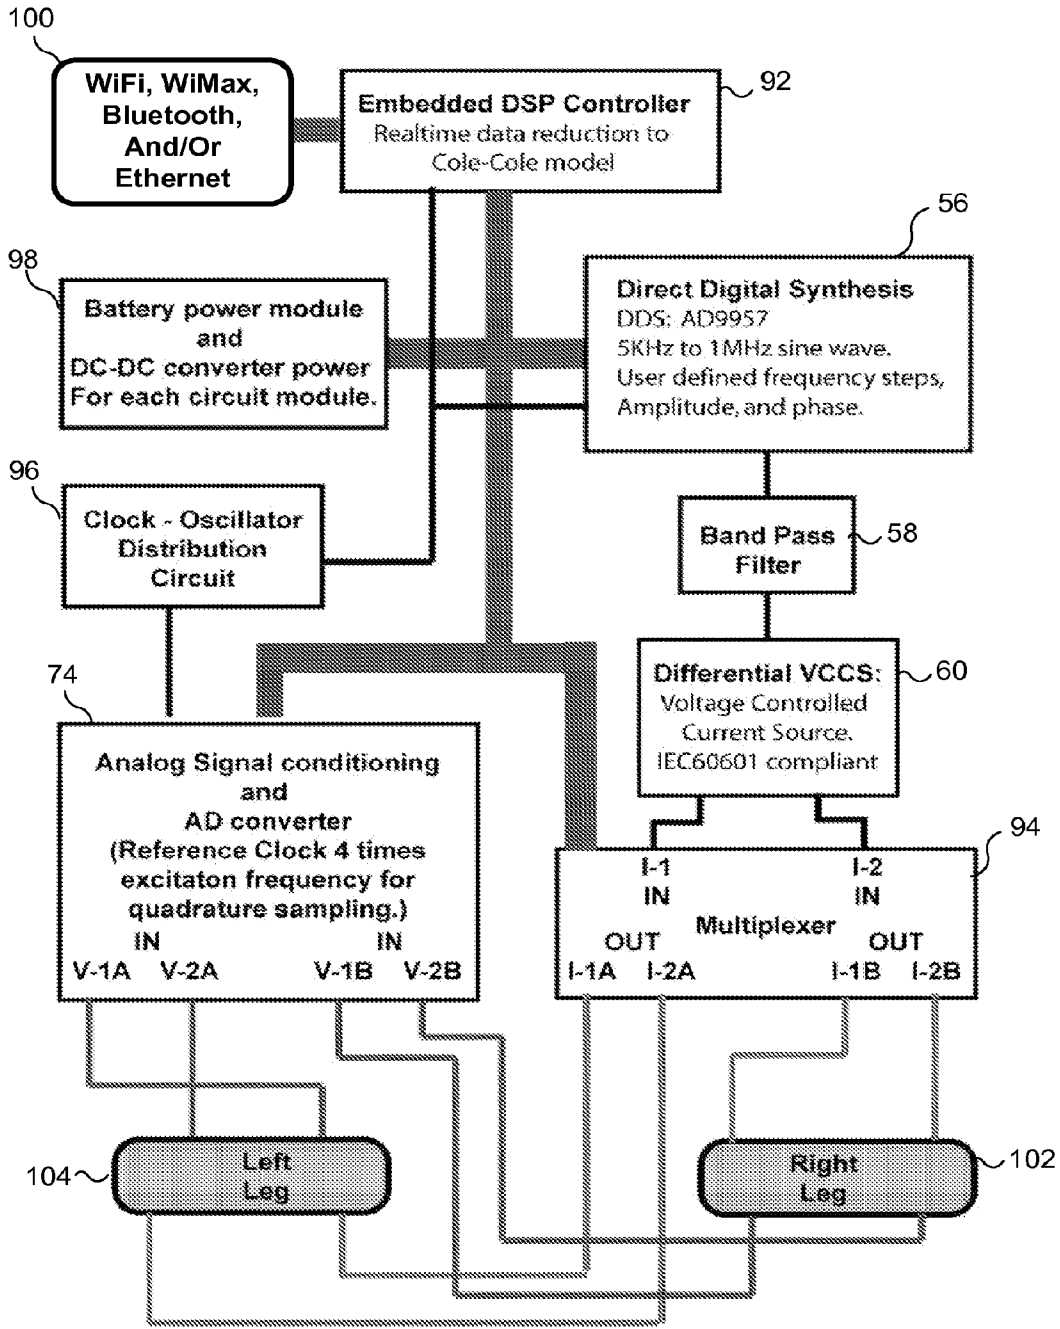 100
WiFi, WiMax,
Bluetooth,
And/Or
Ethernet
Embedded DSP Controller
Realtime data reduction to
Cole-Cole model
92
98
Battery power module
and
DC-DC converter power
For each circuit module.
56
Direct Digital Synthesis
DDS: AD9957
5KHz to 1MHz sine wave.
User defined frequency steps,
Amplitude, and phase.
96
Clock - Oscillator
Distribution
Circuit
Band Pass
Filter
58
74
Analog Signal conditioning
and
AD converter
(Reference Clock 4 times
excitaton frequency for
quadrature sampling.)
IN IN
V-1A V-2A V-1B V-2B
Differential VCCS:
Voltage Controlled
Current Source.
IEC60601 compliant
60
94
I-1 I-2
IN IN
Multiplexer
OUT OUT
I-1A I-2A I-1B I-2B
104
Left
Leg
Right
Leg
102